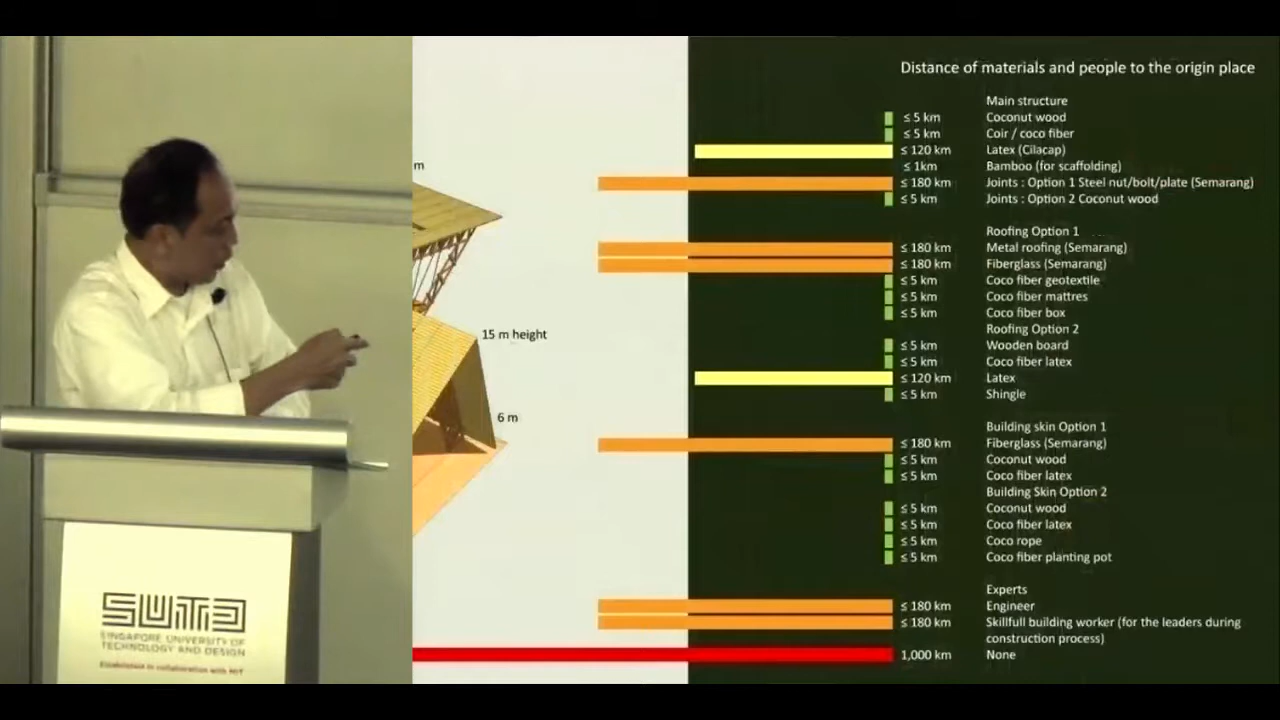 Distance of materials and people to the origin place
Main structure
≤ 5 km Coconut wood
≤ 5 km Coir / coco fiber
≤ 120 km Latex (Cilacap)
≤ 1km Bamboo (for scaffolding)
≤ 180 km Joints : Option 1 Steel nut/bolt/plate (Semarang)
≤ 5 km Joints : Option 2 Coconut wood
Roofing Option 1
≤ 180 km Metal roofing (Semarang)
≤ 180 km Fiberglass (Semarang)
≤ 5 km Coco fiber geotextile
≤ 5 km Coco fiber mattres
≤ 5 km Coco fiber box
Roofing Option 2
≤ 5 km Wooden board
≤ 5 km Coco fiber latex
≤ 120 km Latex
≤ 5 km Shingle
Building skin Option 1
≤ 180 km Fiberglass (Semarang)
≤ 5 km Coconut wood
≤ 5 km Coco fiber latex
Building Skin Option 2
≤ 5 km Coconut wood
≤ 5 km Coco fiber latex
≤ 5 km Coco rope
≤ 5 km Coco fiber planting pot
Experts
≤ 180 km Engineer
≤ 180 km Skillfull building worker (for the leaders during
construction process)
1,000 km None
m
15 m height
6 m
SUTD
SINGAPORE UNIVERSITY OF
TECHNOLOGY AND DESIGN
Established in collaboration with MIT